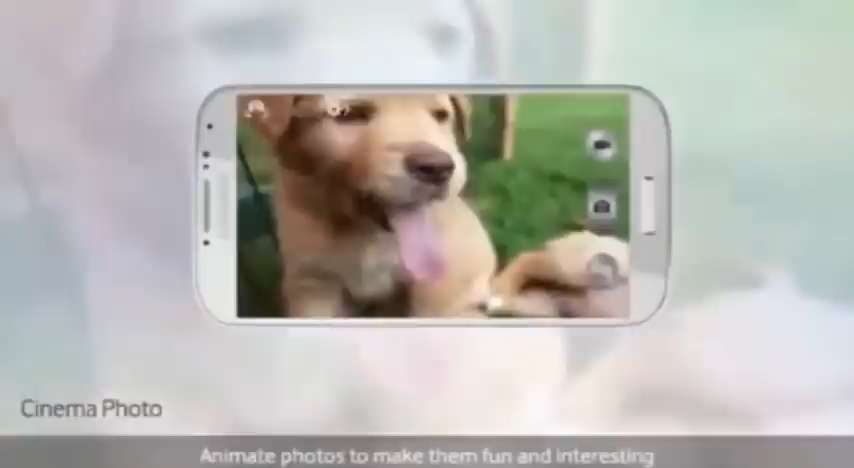 Cinema Photo
Animate photos to make them fun and interesting